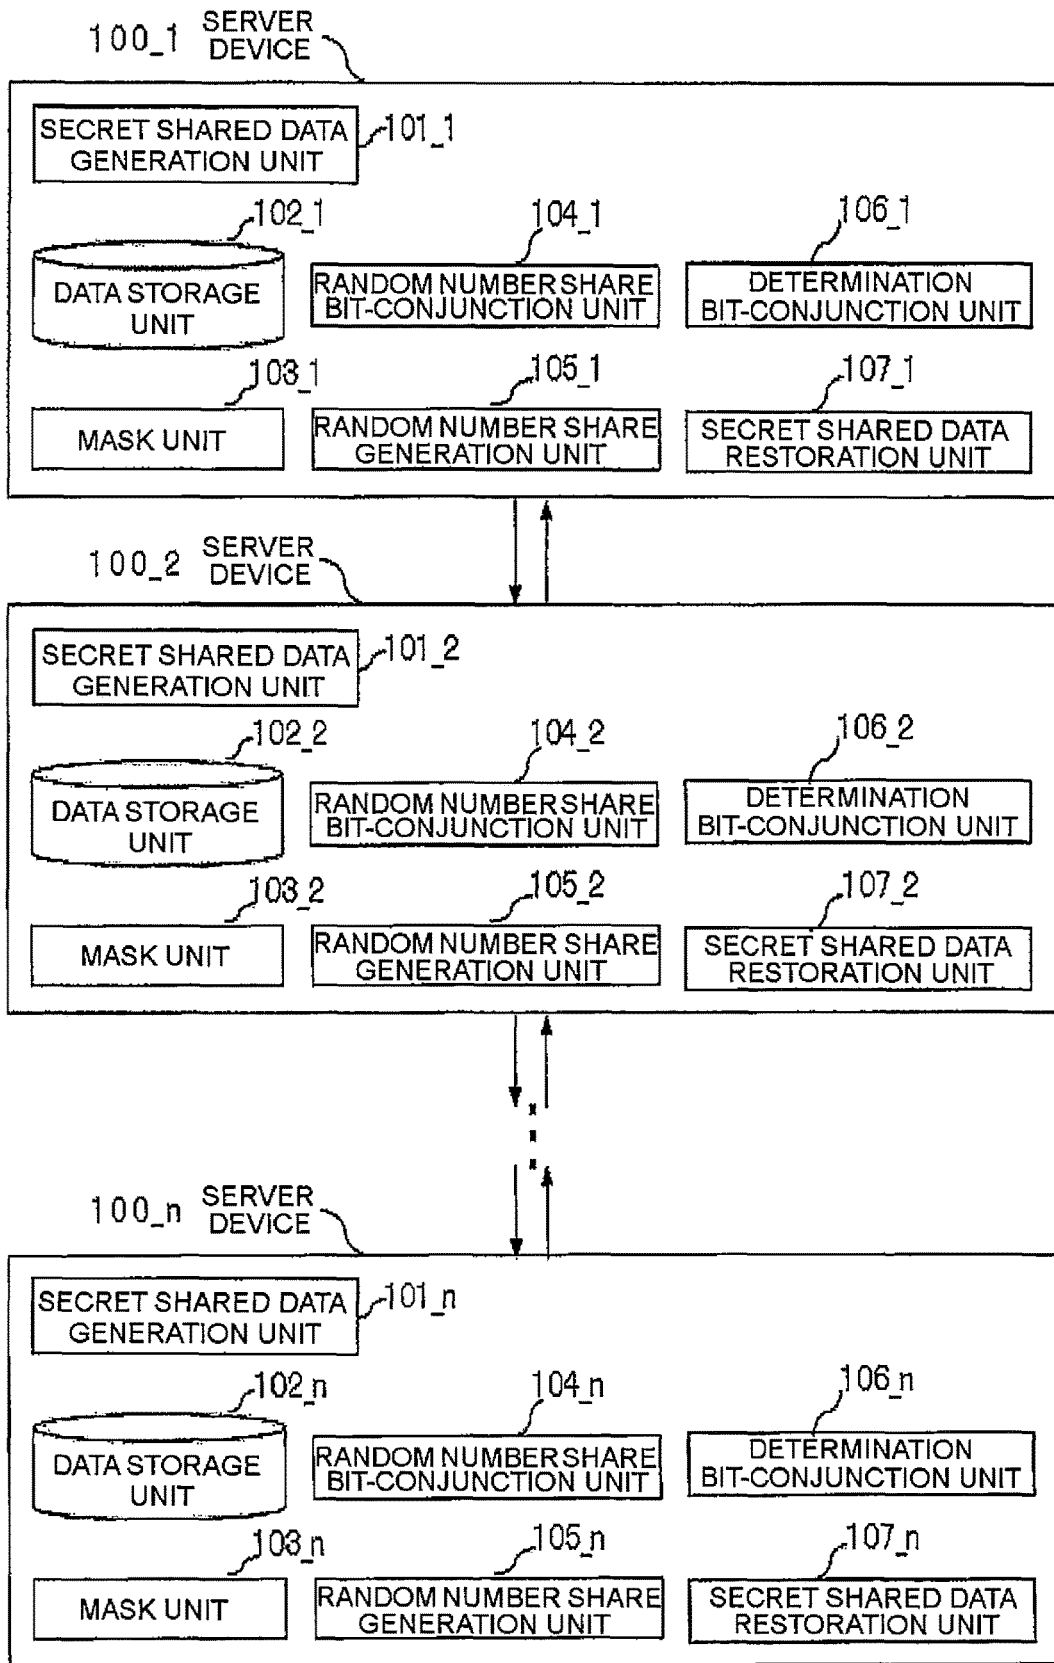 100_1 SERVER
DEVICE
SECRET SHARED DATA
GENERATION UNIT
101_1
102_1
104_1
106_1
DATA STORAGE
UNIT
RANDOM NUMBER SHARE
BIT-CONJUNCTION UNIT
DETERMINATION
BIT-CONJUNCTION UNIT
103_1
105_1
107_1
MASK UNIT
RANDOM NUMBER SHARE
GENERATION UNIT
SECRET SHARED DATA
RESTORATION UNIT
100_2 SERVER
DEVICE
SECRET SHARED DATA
GENERATION UNIT
101_2
102_2
104_2
106_2
DATA STORAGE
UNIT
RANDOM NUMBER SHARE
BIT-CONJUNCTION UNIT
DETERMINATION
BIT-CONJUNCTION UNIT
103_2
105_2
107_2
MASK UNIT
RANDOM NUMBER SHARE
GENERATION UNIT
SECRET SHARED DATA
RESTORATION UNIT
100_n SERVER
DEVICE
SECRET SHARED DATA
GENERATION UNIT
101_n
102_n
104_n
106_n
DATA STORAGE
UNIT
RANDOM NUMBER SHARE
BIT-CONJUNCTION UNIT
DETERMINATION
BIT-CONJUNCTION UNIT
103_n
105_n
107_n
MASK UNIT
RANDOM NUMBER SHARE
GENERATION UNIT
SECRET SHARED DATA
RESTORATION UNIT